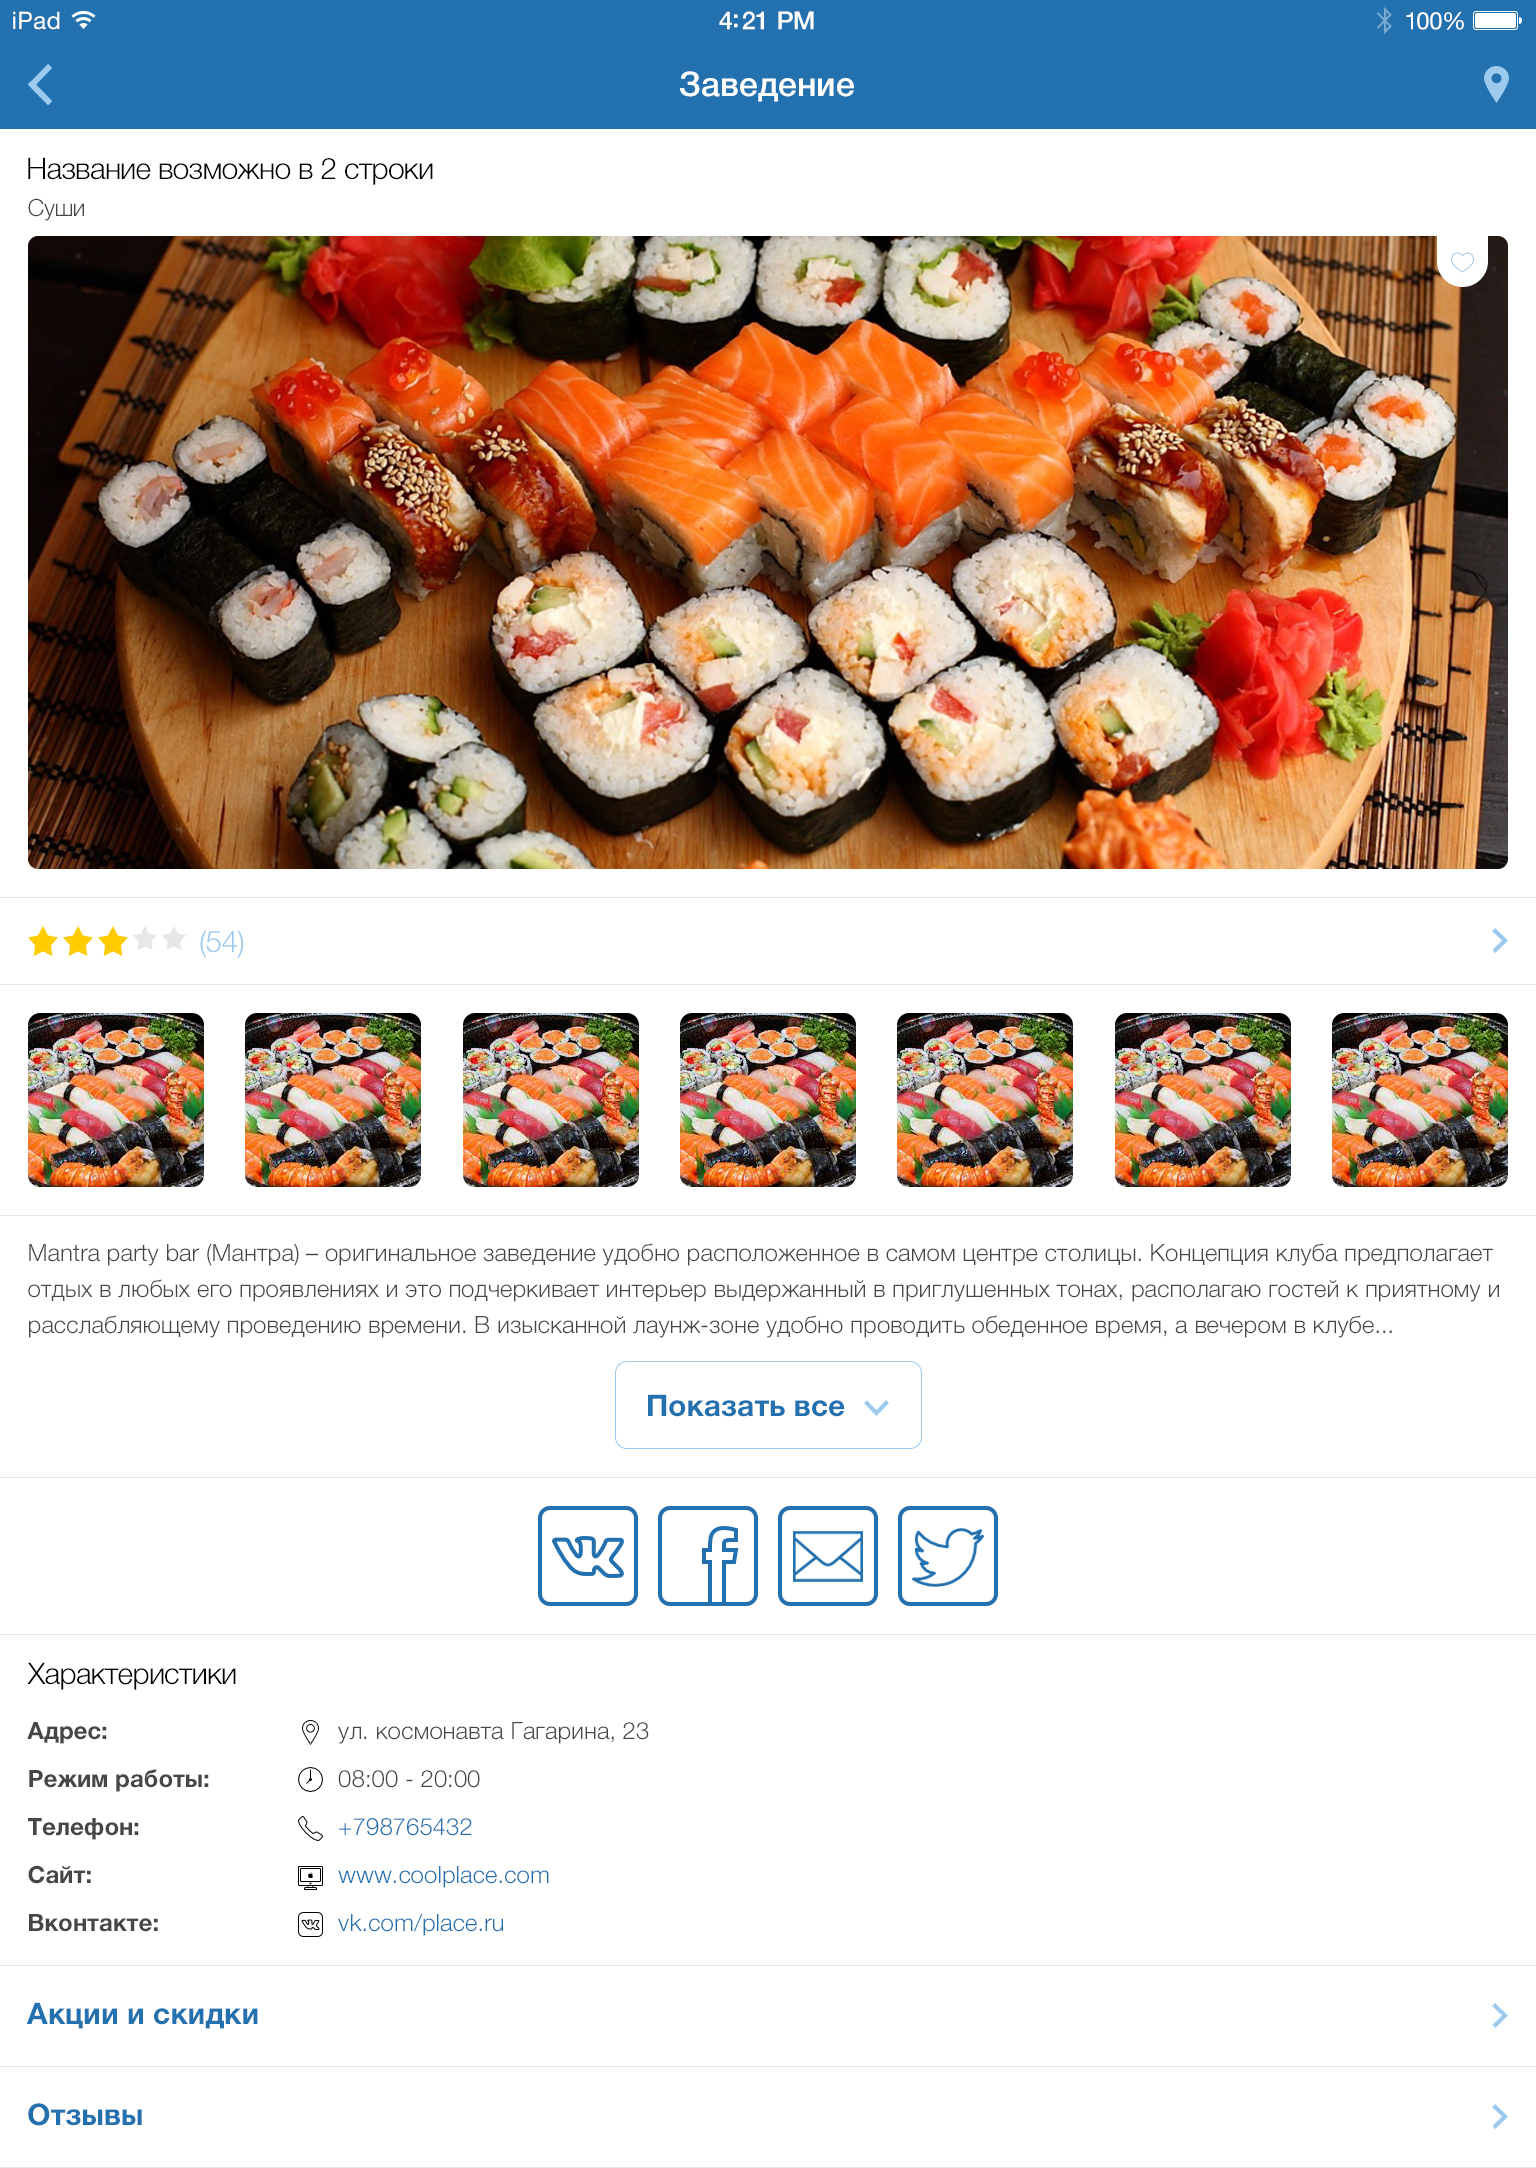 iPad 4:21 PM 100%
Заведение
Название возможно в 2 строки
Суши
(54)
Mantra party bar (Мантра) – оригинальное заведение удобно расположенное в самом центре столицы. Концепция клуба предполагает
отдых в любых его проявлениях и это подчеркивает интерьер выдержанный в приглушенных тонах, располагаю гостей к приятному и
расслабляющему проведению времени. В изысканной лаунж-зоне удобно проводить обеденное время, а вечером в клубе...
Показать все
Характеристики
Адрес: ул. космонавта Гагарина, 23
Режим работы: 08:00 - 20:00
Телефон: +798765432
Сайт: www.coolplace.com
Вконтакте: vk.com/place.ru
Акции и скидки
Отзывы